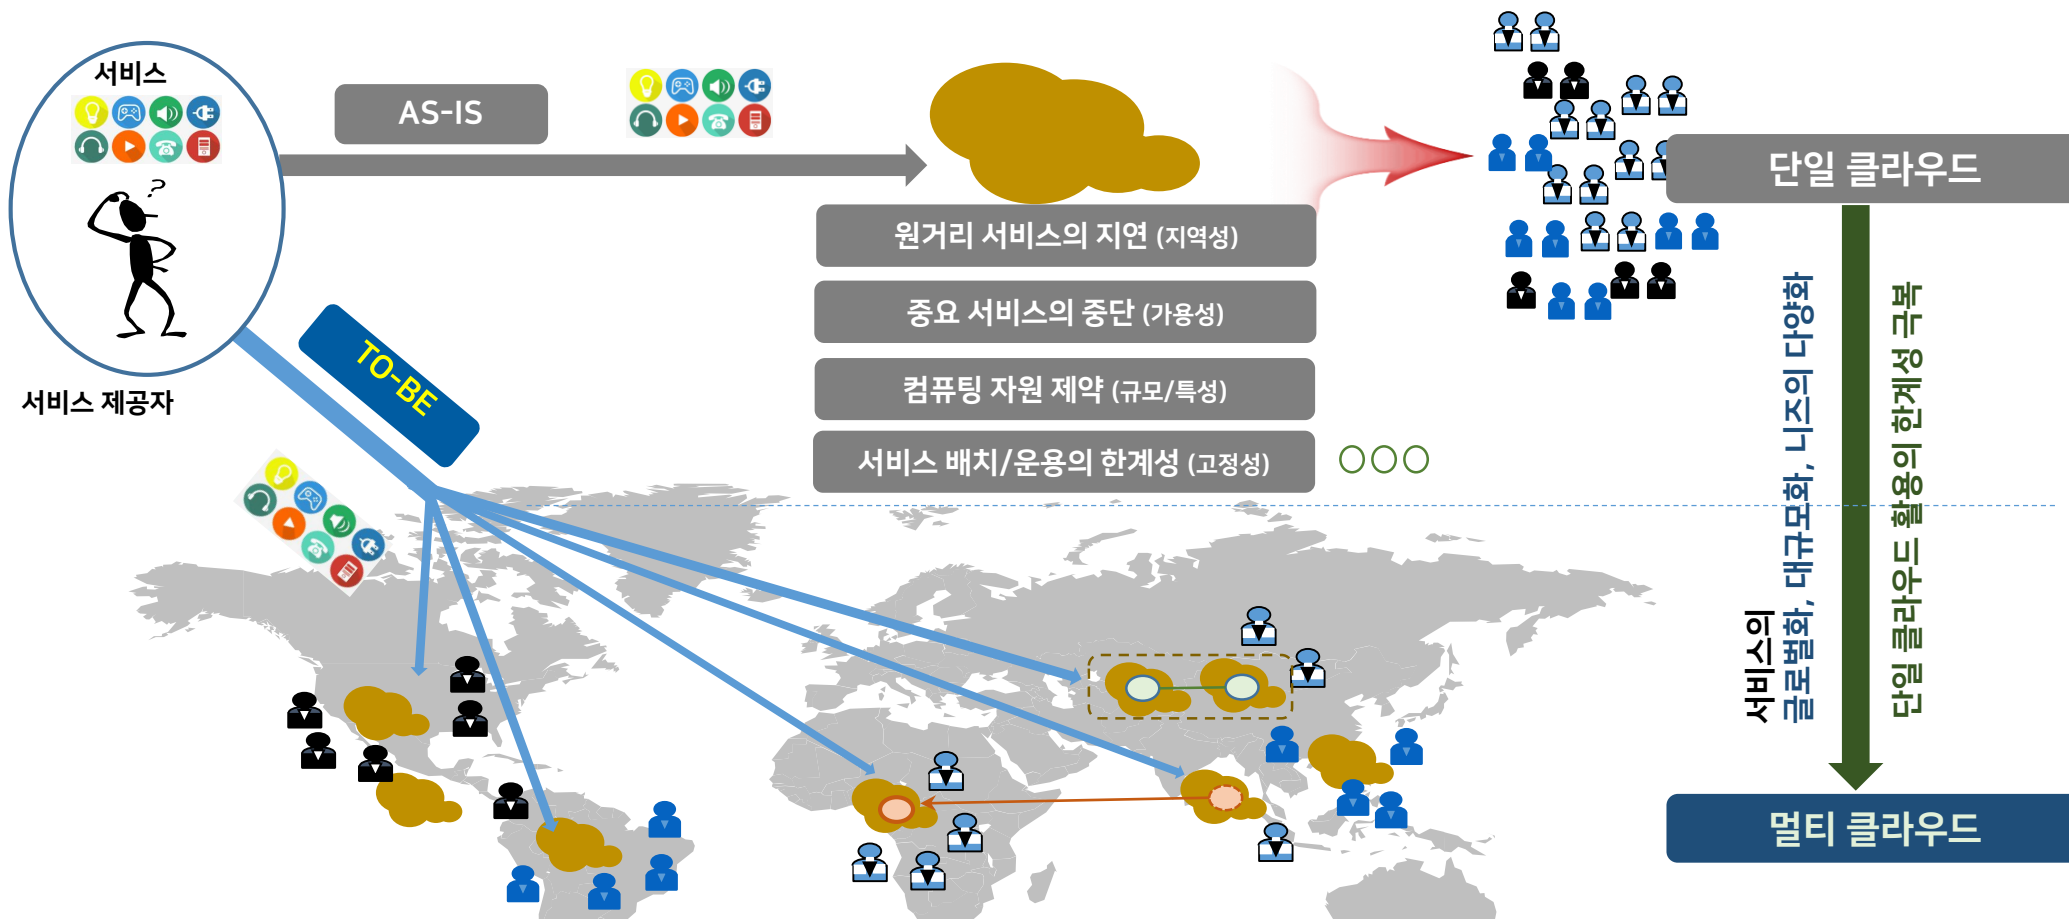 서비스
서비스 제공자
AS-IS
단일 클라우드
원거리 서비스의 지연 (지역성)
중요 서비스의 중단 (가용성)
컴퓨팅 자원 제약 (규모/특성)
서비스 배치/운용의 한계성 (고정성)
TO-BE
서비스의
글로벌화, 대규모화, 니즈의 다양화
단일 클라우드 활용의 한계성 극복
멀티 클라우드